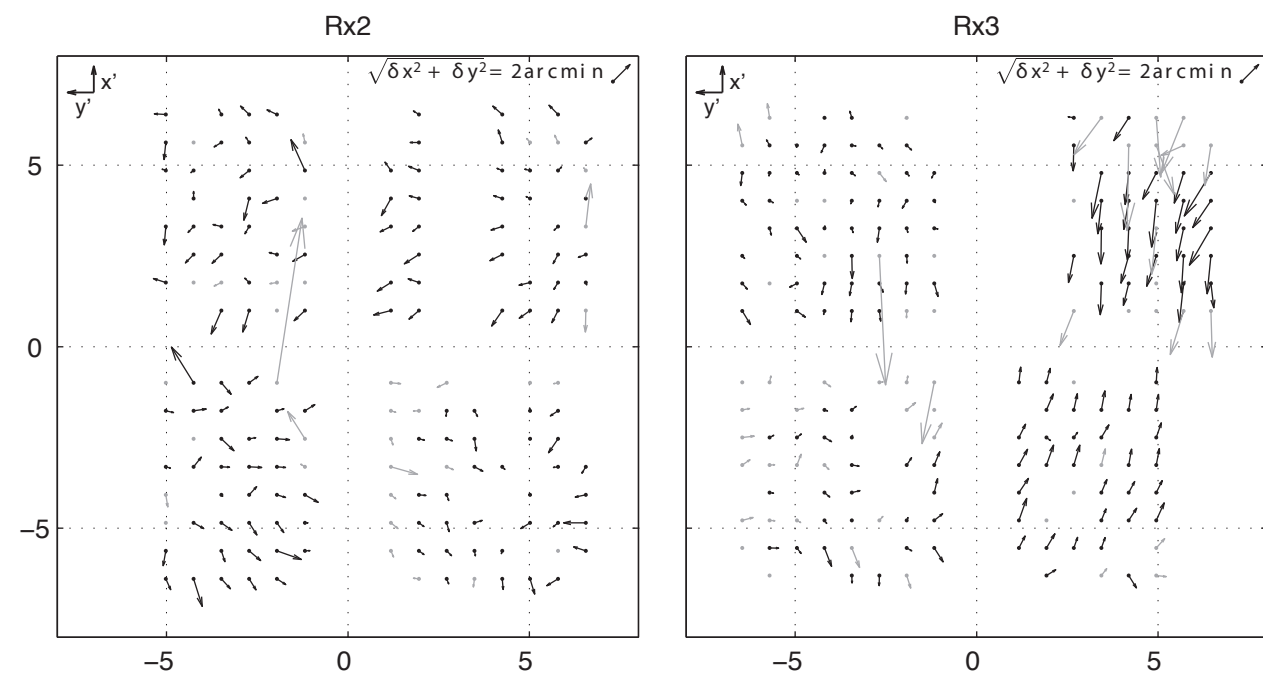 Rx2
Rx3
x'
y'
√δx² + δy² = 2arcmin
x'
y'
√δx² + δy² = 2arcmin
5
0
−5
−5 0 5
−5 0 5